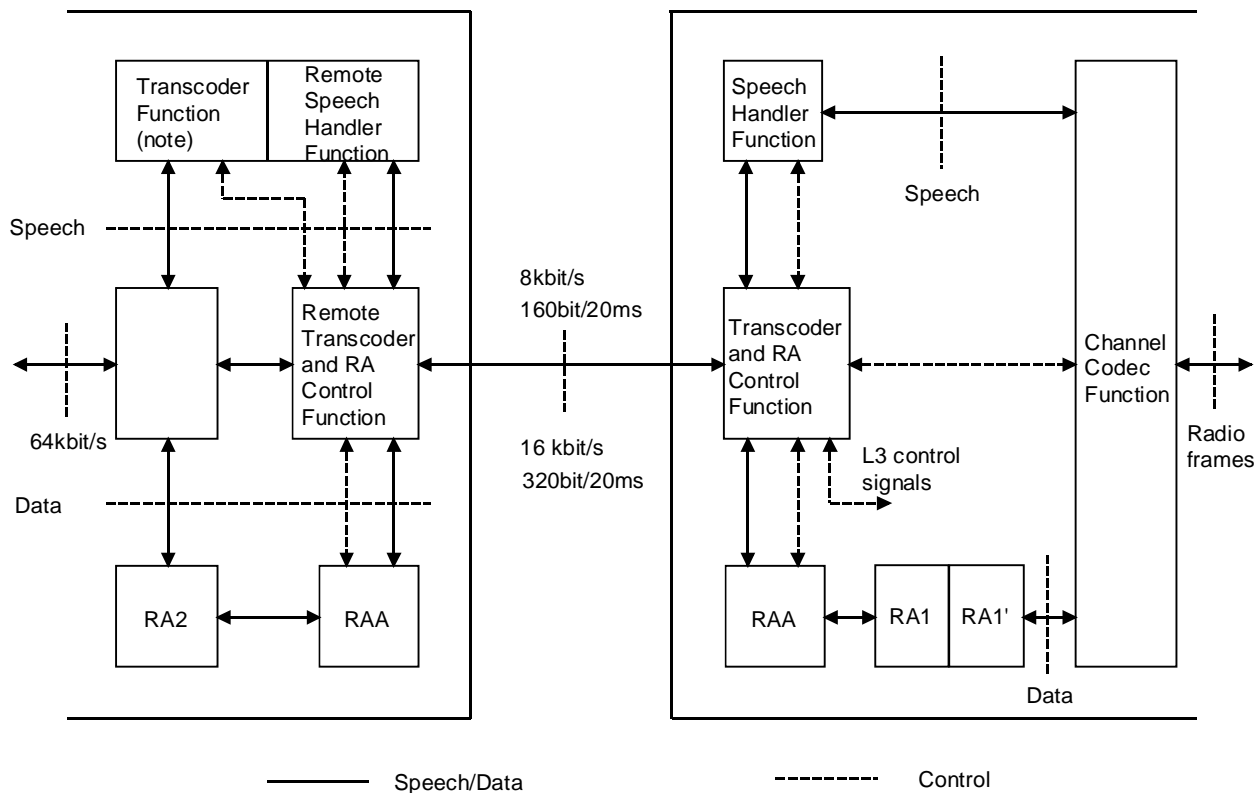 Transcoder
Function
(note)
Remote
Speech
Handler
Function
Speech
Handler
Function
Speech
Speech
8kbit/s
160bit/20ms
Remote
Transcoder
and RA
Control
Function
Transcoder
and RA
Control
Function
Channel
Codec
Function
64kbit/s
16 kbit/s
320bit/20ms
L3 control
signals
Radio
frames
Data
RA2
RAA
RAA
RA1
RA1'
Data
Speech/Data
Control